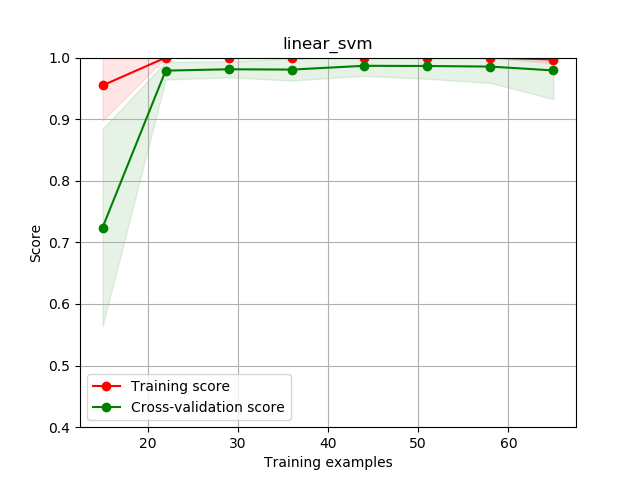 linear_svm
1.0
0.9
0.8
0.7
0.6
0.5
0.4
Score
Training score
Cross-validation score
20 30 40 50 60
Training examples